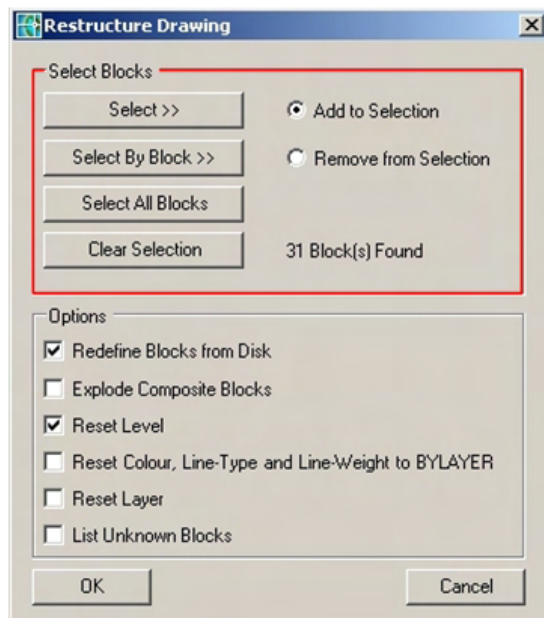 Restructure Drawing
Select Blocks
Select >>
Add to Selection
Select By Block >>
Remove from Selection
Select All Blocks
Clear Selection
31 Block(s) Found
Options
Redefine Blocks from Disk
Explode Composite Blocks
Reset Level
Reset Colour, Line-Type and Line-Weight to BYLAYER
Reset Layer
List Unknown Blocks
OK
Cancel